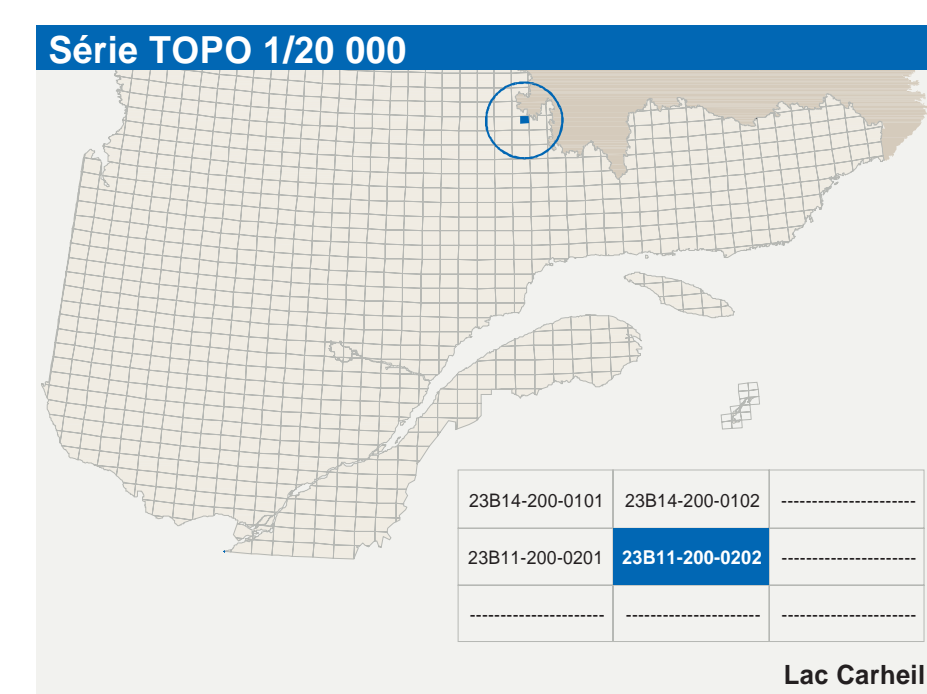 Série TOPO 1/20 000
23B14-200-0101 23B14-200-0102 ----------------------
23B11-200-0201 23B11-200-0202 ----------------------
---------------------- ---------------------- ----------------------
Lac Carheil